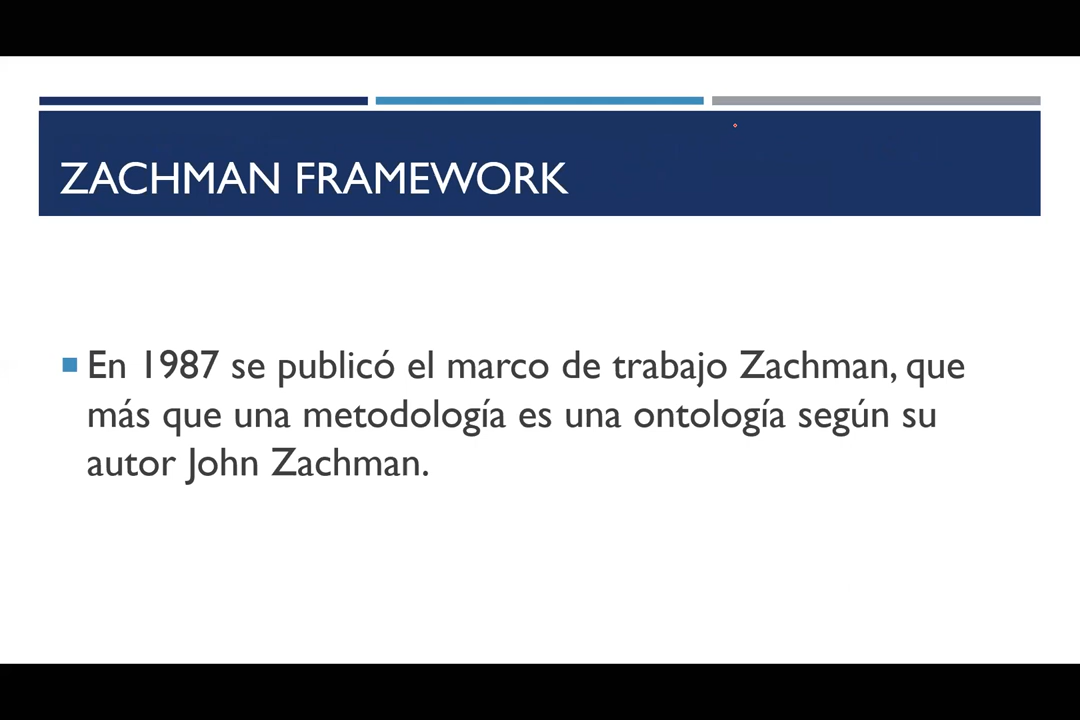 ZACHMAN FRAMEWORK
En 1987 se publicó el marco de trabajo Zachman, que
más que una metodología es una ontología según su
autor John Zachman.